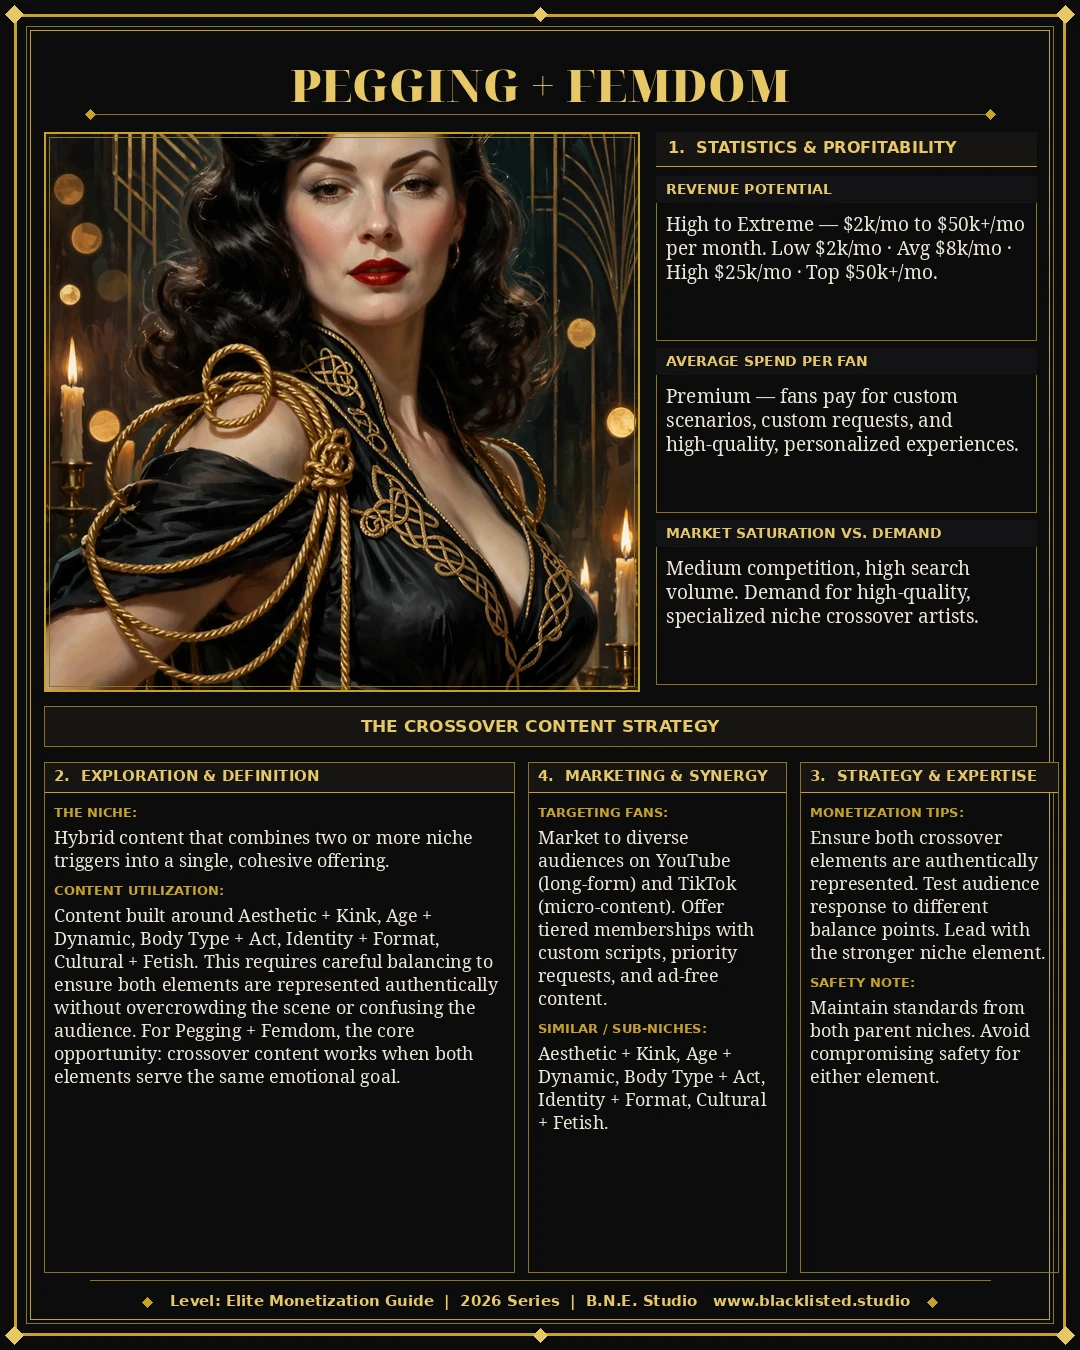 PEGGING + FEMDOM
1. STATISTICS & PROFITABILITY
REVENUE POTENTIAL
High to Extreme — $2k/mo to $50k+/mo
per month. Low $2k/mo · Avg $8k/mo ·
High $25k/mo · Top $50k+/mo.
AVERAGE SPEND PER FAN
Premium — fans pay for custom
scenarios, custom requests, and
high-quality, personalized experiences.
MARKET SATURATION VS. DEMAND
Medium competition, high search
volume. Demand for high-quality,
specialized niche crossover artists.
THE CROSSOVER CONTENT STRATEGY
2. EXPLORATION & DEFINITION
THE NICHE:
Hybrid content that combines two or more niche
triggers into a single, cohesive offering.
CONTENT UTILIZATION:
Content built around Aesthetic + Kink, Age +
Dynamic, Body Type + Act, Identity + Format,
Cultural + Fetish. This requires careful balancing to
ensure both elements are represented authentically
without overcrowding the scene or confusing the
audience. For Pegging + Femdom, the core
opportunity: crossover content works when both
elements serve the same emotional goal.
4. MARKETING & SYNERGY
TARGETING FANS:
Market to diverse
audiences on YouTube
(long-form) and TikTok
(micro-content). Offer
tiered memberships with
custom scripts, priority
requests, and ad-free
content.
SIMILAR / SUB-NICHES:
Aesthetic + Kink, Age +
Dynamic, Body Type + Act,
Identity + Format, Cultural
+ Fetish.
3. STRATEGY & EXPERTISE
MONETIZATION TIPS:
Ensure both crossover
elements are authentically
represented. Test audience
response to different
balance points. Lead with
the stronger niche element.
SAFETY NOTE:
Maintain standards from
both parent niches. Avoid
compromising safety for
either element.
Level: Elite Monetization Guide | 2026 Series | B.N.E. Studio www.blacklisted.studio